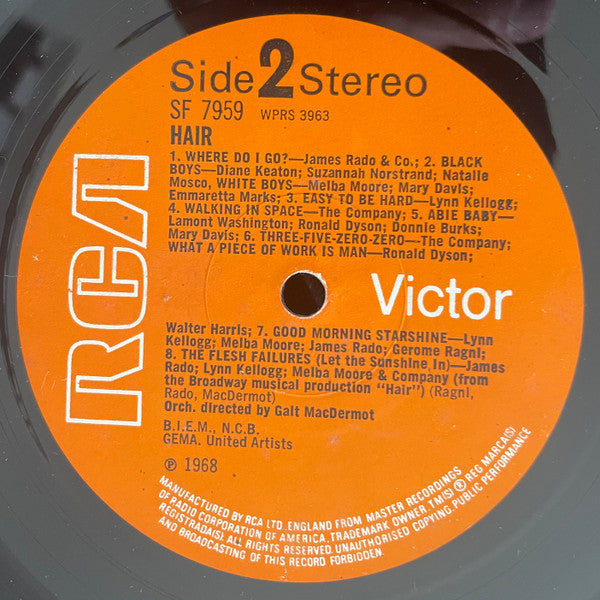 Side 2 Stereo
SF 7959 WPRS 3963
HAIR
1. WHERE DO I GO?—James Rado & Co.; 2. BLACK
BOYS—Diane Keaton; Suzannah Norstrand; Natalie
Mosco, WHITE BOYS—Melba Moore; Mary Davis;
Emmaretta Marks; 3. EASY TO BE HARD—Lynn Kellogg;
4. WALKING IN SPACE—The Company; 5. ABIE BABY—
Lamont Washington; Ronald Dyson; Donnie Burks;
Mary Davis; 6. THREE-FIVE-ZERO-ZERO—The Company;
WHAT A PIECE OF WORK IS MAN—Ronald Dyson;
RCA
Victor
Walter Harris; 7. GOOD MORNING STARSHINE—Lynn
Kellogg; Melba Moore; James Rado; Gerome Ragni,
8. THE FLESH FAILURES (Let the Sunshine In)—James
Rado; Lynn Kellogg; Melba Moore & Company (from
the Broadway musical production "Hair") (Ragni,
Rado, MacDermot)
Orch. directed by Galt MacDermot
B.I.E.M., N.C.B.
GEMA. United Artists
℗ 1968
MANUFACTURED BY RCA LTD. ENGLAND FROM MASTER RECORDINGS
OF RADIO CORPORATION OF AMERICA, TRADEMARK OWNER. TM(S) ® REG MARCA(S)
REGISTRADA(S) ALL RIGHTS RESERVED. UNAUTHORISED COPYING, PUBLIC PERFORMANCE
AND BROADCASTING OF THIS RECORD FORBIDDEN.